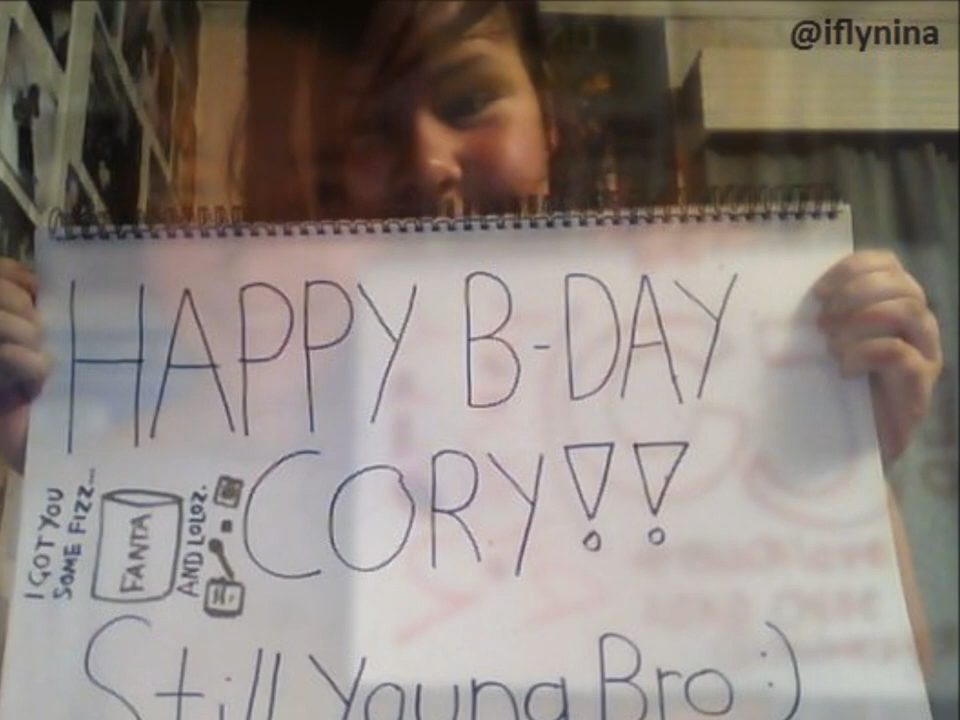 @iflynina
HAPPY B-DAY
CORY!!
I GOT YOU
SOME FIZZ...
FANTA
AND LOLOZ.
Still Young Bro :)